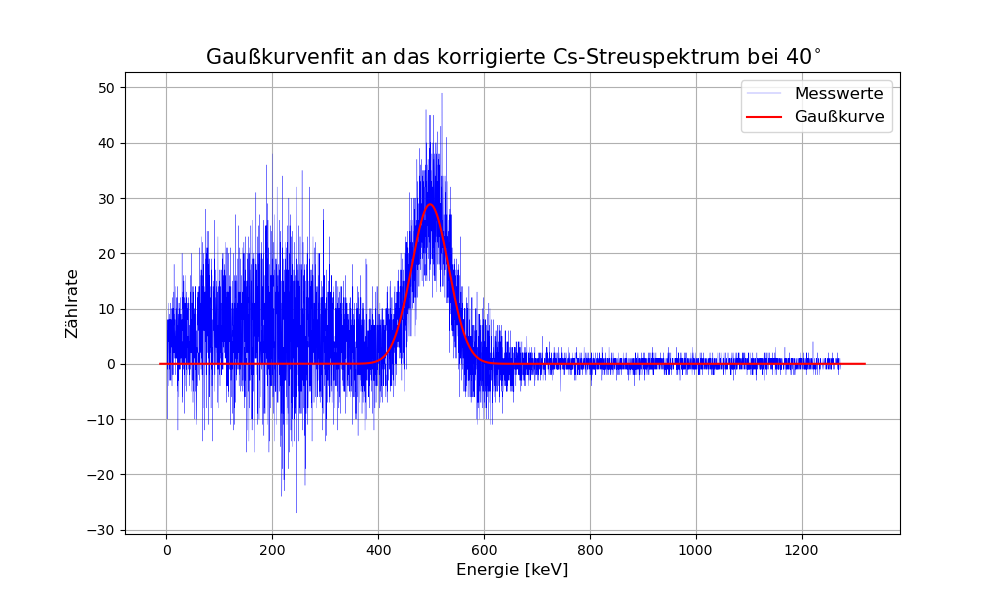 Gaußkurvenfit an das korrigierte Cs-Streuspektrum bei 40°
Messwerte
Gaußkurve
Zählrate
50
40
30
20
10
0
−10
−20
−30
0 200 400 600 800 1000 1200
Energie [keV]